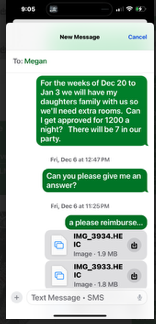 9:05
New Message
Cancel
To: Megan
For the weeks of Dec 20 to
Jan 3 we will have my
daughters family with us so
we'll need extra rooms. Can
I get approved for 1200 a
night? There will be 7 in our
party.
Fri, Dec 6 at 12:47 PM
Can you please give me an
answer?
Fri, Dec 6 at 11:25 PM
a please reimburse...
IMG_3934.HE
IC
Image · 1.9 MB
IMG_3933.HE
IC
Image · 1.8 MB
Text Message • SMS